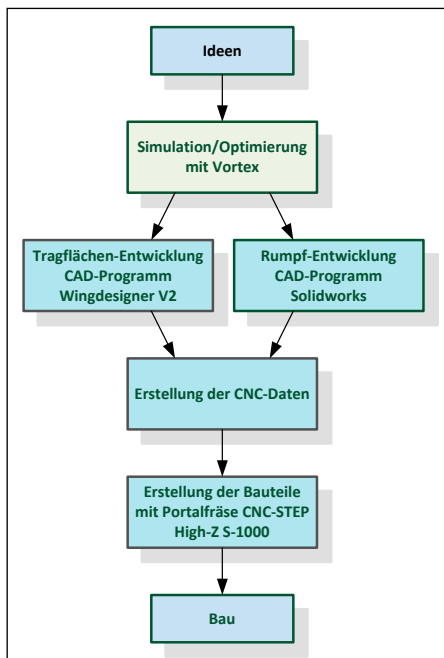 Ideen
Simulation/Optimierung
mit Vortex
Tragflächen-Entwicklung
CAD-Programm
Wingdesigner V2
Rumpf-Entwicklung
CAD-Programm
Solidworks
Erstellung der CNC-Daten
Erstellung der Bauteile
mit Portalfräse CNC-STEP
High-Z S-1000
Bau